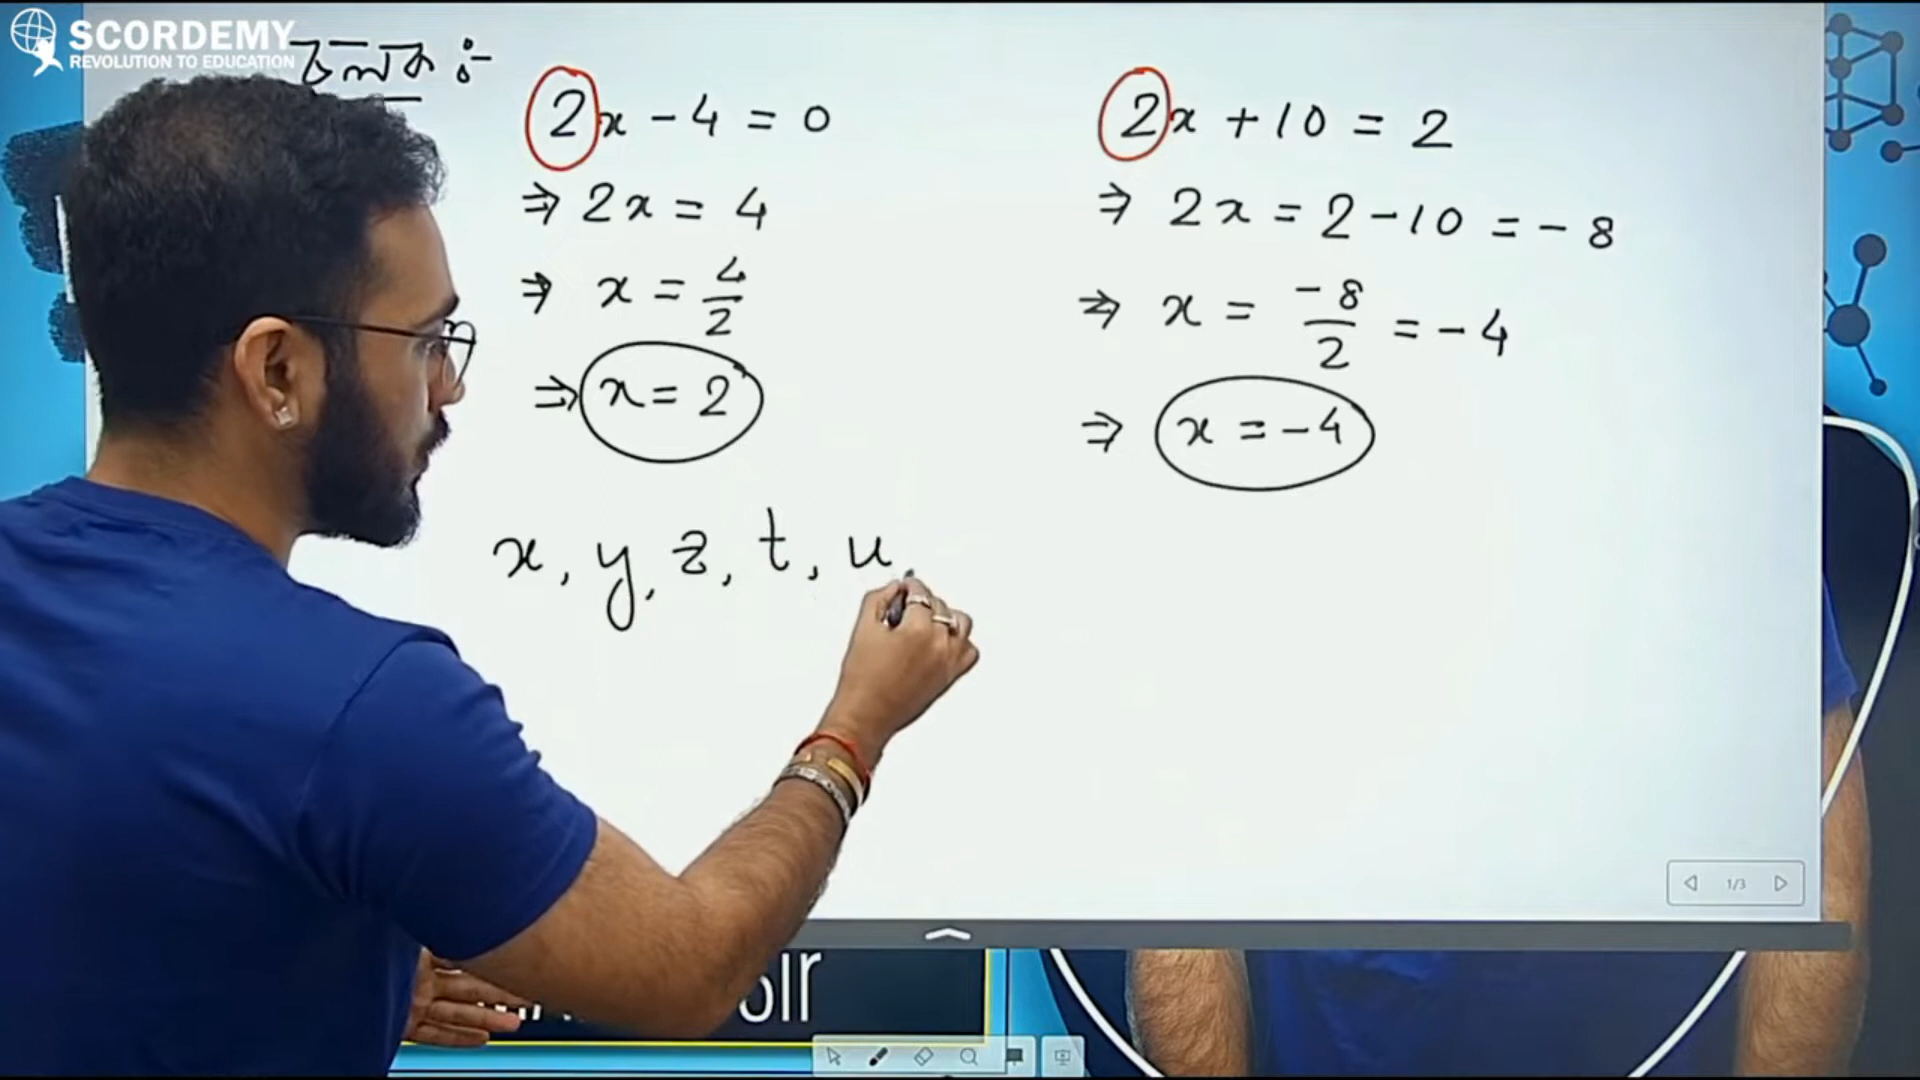 SCORDEMY
REVOLUTION TO EDUCATION
চলক :-
2x - 4 = 0
⇒ 2x = 4
⇒ x = 4/2
⇒ x = 2
2x + 10 = 2
⇒ 2x = 2 - 10 = - 8
⇒ x = -8/2 = - 4
⇒ x = - 4
x, y, z, t, u,
1/3